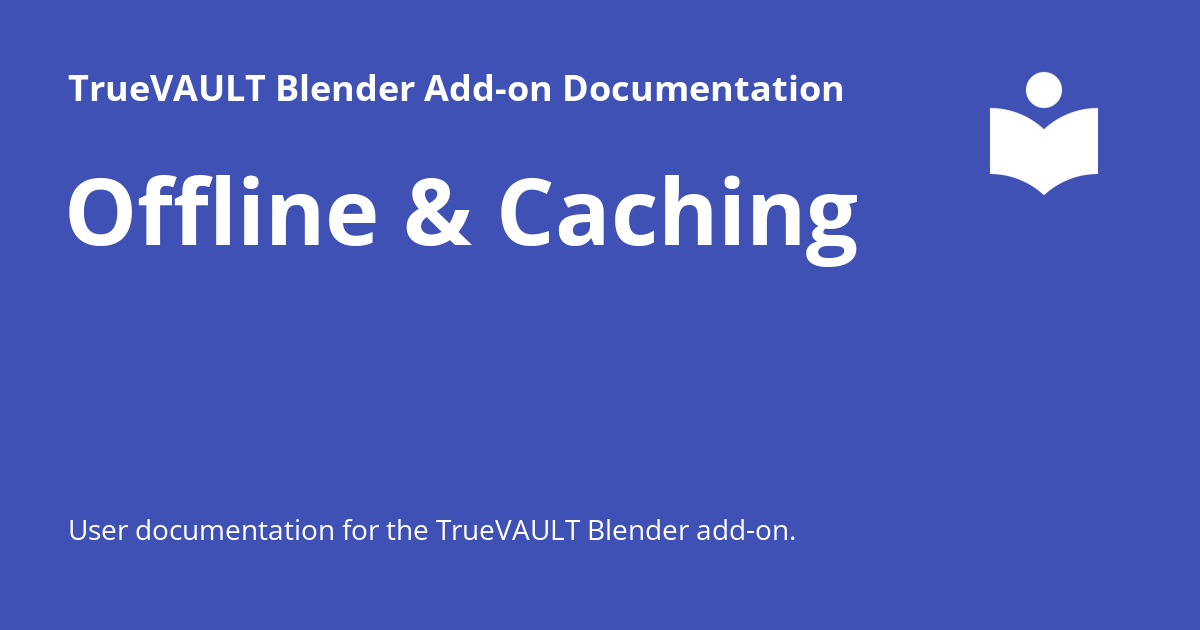 TrueVAULT Blender Add-on Documentation
Offline & Caching
User documentation for the TrueVAULT Blender add-on.